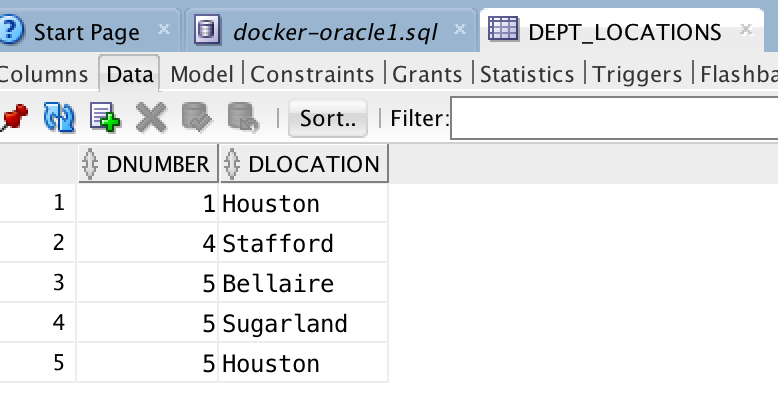 Start Page docker-oracle1.sql DEPT_LOCATIONS
Columns Data Model Constraints Grants Statistics Triggers Flashba
Sort.. Filter:
DNUMBER DLOCATION
1 1 Houston
2 4 Stafford
3 5 Bellaire
4 5 Sugarland
5 5 Houston